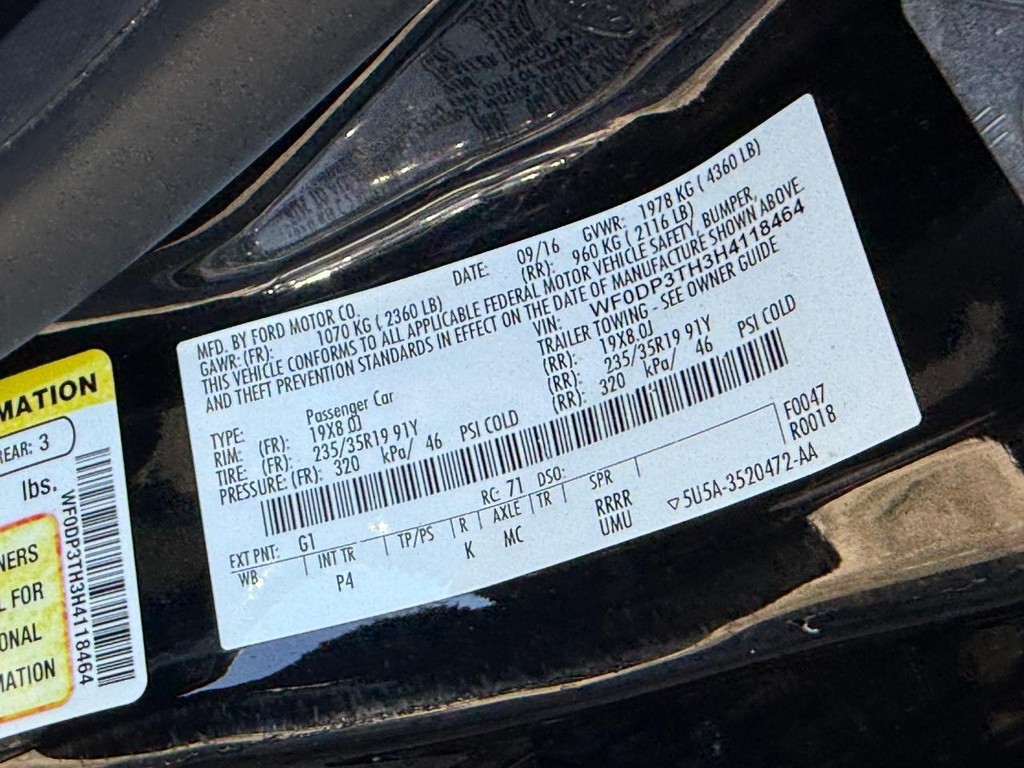 MFD. BY FORD MOTOR CO.
DATE: 09/16 GVWR: 1978 KG ( 4360 LB)
GAWR: (FR): 1070 KG ( 2360 LB) (RR): 960 KG ( 2116 LB)
THIS VEHICLE CONFORMS TO ALL APPLICABLE FEDERAL MOTOR VEHICLE SAFETY, BUMPER,
AND THEFT PREVENTION STANDARDS IN EFFECT ON THE DATE OF MANUFACTURE SHOWN ABOVE.
VIN: WF0DP3TH3H4118464
TYPE: Passenger Car TRAILER TOWING - SEE OWNER GUIDE
RIM: (FR): 19X8.0J (RR): 19X8.0J
TIRE: (FR): 235/35R19 91Y (RR): 235/35R19 91Y
PRESSURE: (FR): 320 kPa/ 46 PSI COLD (RR): 320 kPa/ 46 PSI COLD
EXT PNT: G1 RC: 71 DSO: F0047
WB INT TR TP/PS R AXLE TR SPR R0018
P4 K MC RRRR
UMU ▽5U5A-3520472-AA
MATION
REAR: 3
lbs.
WF0DP3TH3H4118464
NERS
L FOR
ONAL
MATION